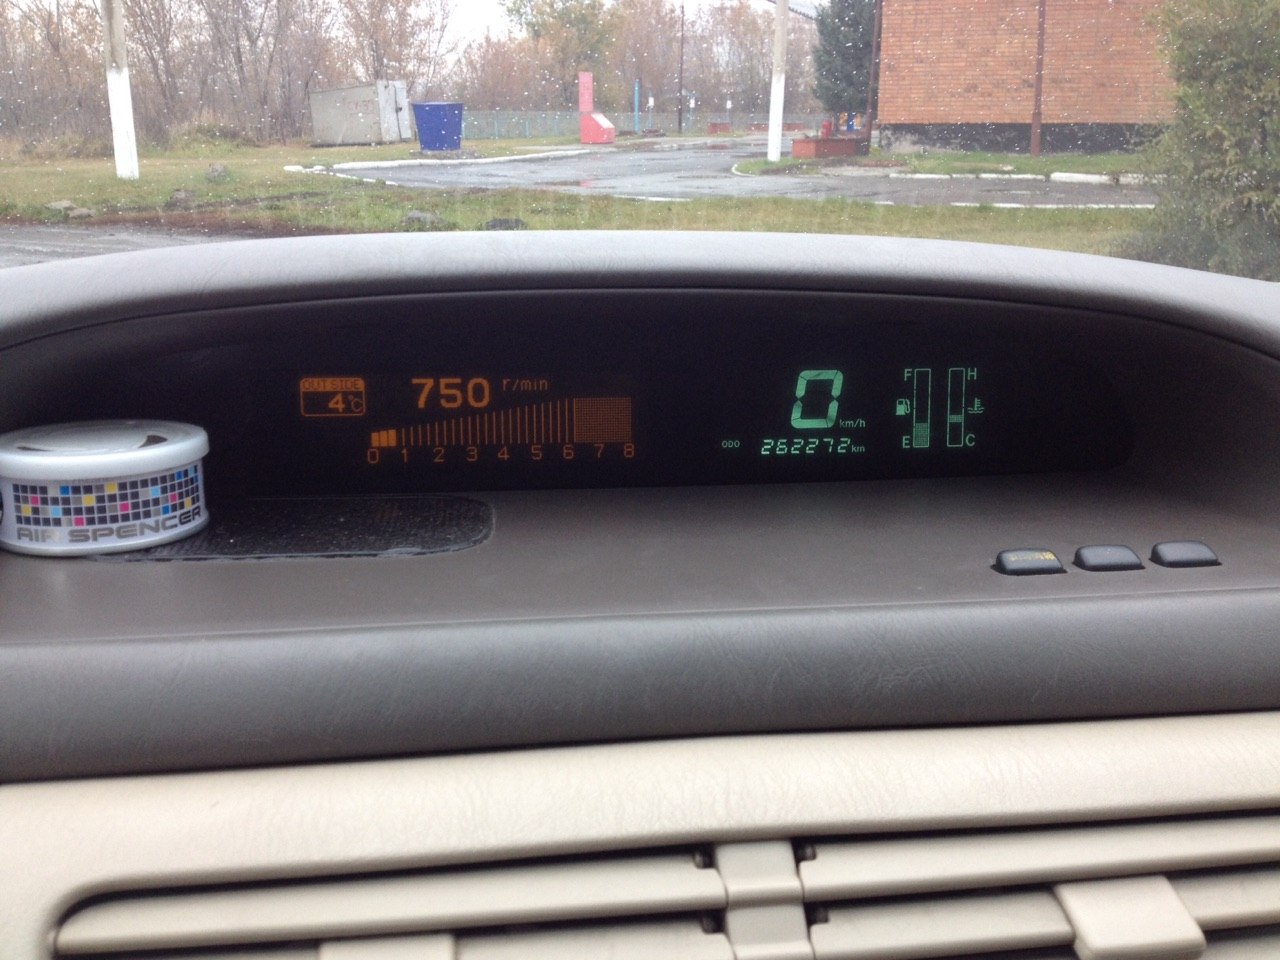 OUTSIDE
4°C
750 r/min
0 1 2 3 4 5 6 7 8
0 km/h
ODO 262272 km
F
E
H
C
AIR SPENCER